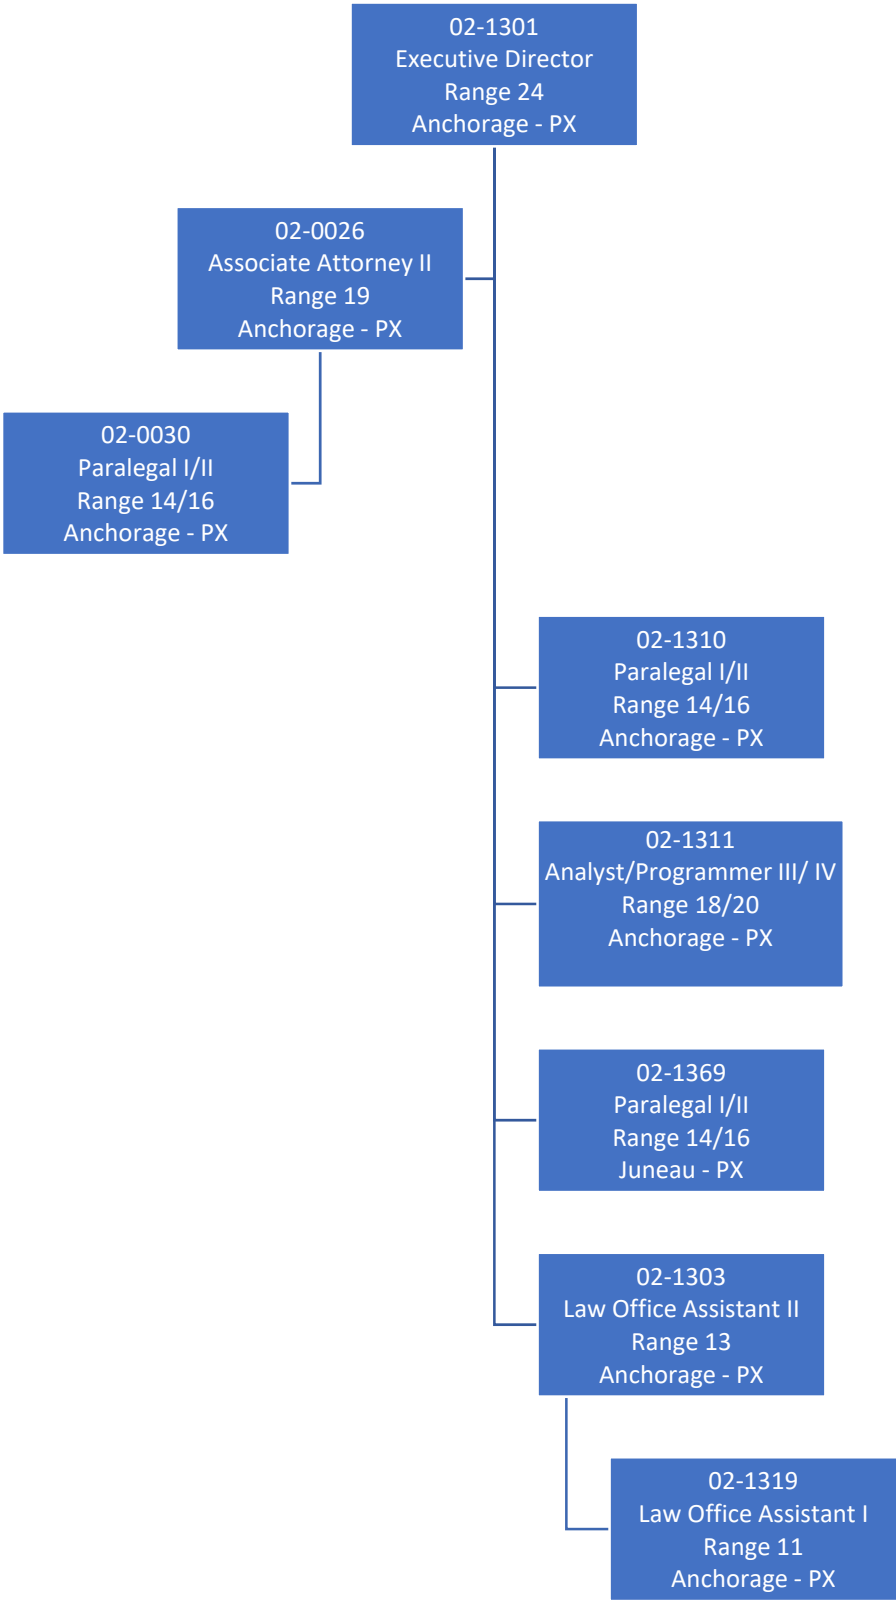 02-1301
Executive Director
Range 24
Anchorage - PX
02-0026
Associate Attorney II
Range 19
Anchorage - PX
02-0030
Paralegal I/II
Range 14/16
Anchorage - PX
02-1310
Paralegal I/II
Range 14/16
Anchorage - PX
02-1311
Analyst/Programmer III/ IV
Range 18/20
Anchorage - PX
02-1369
Paralegal I/II
Range 14/16
Juneau - PX
02-1303
Law Office Assistant II
Range 13
Anchorage - PX
02-1319
Law Office Assistant I
Range 11
Anchorage - PX